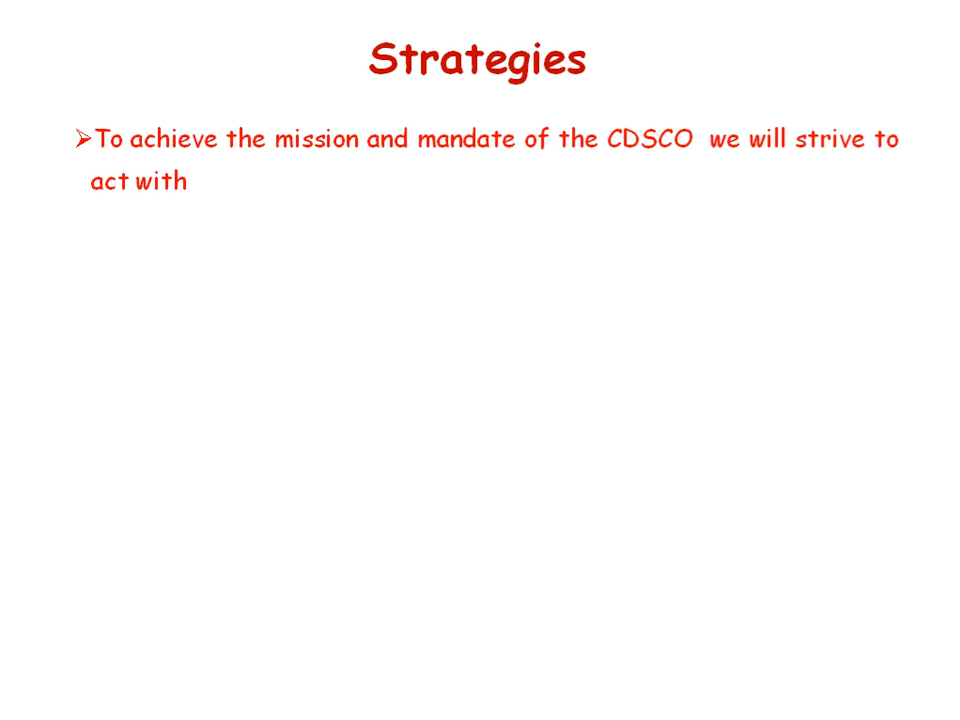 Strategies
➢To achieve the mission and mandate of the CDSCO we will strive to
act with